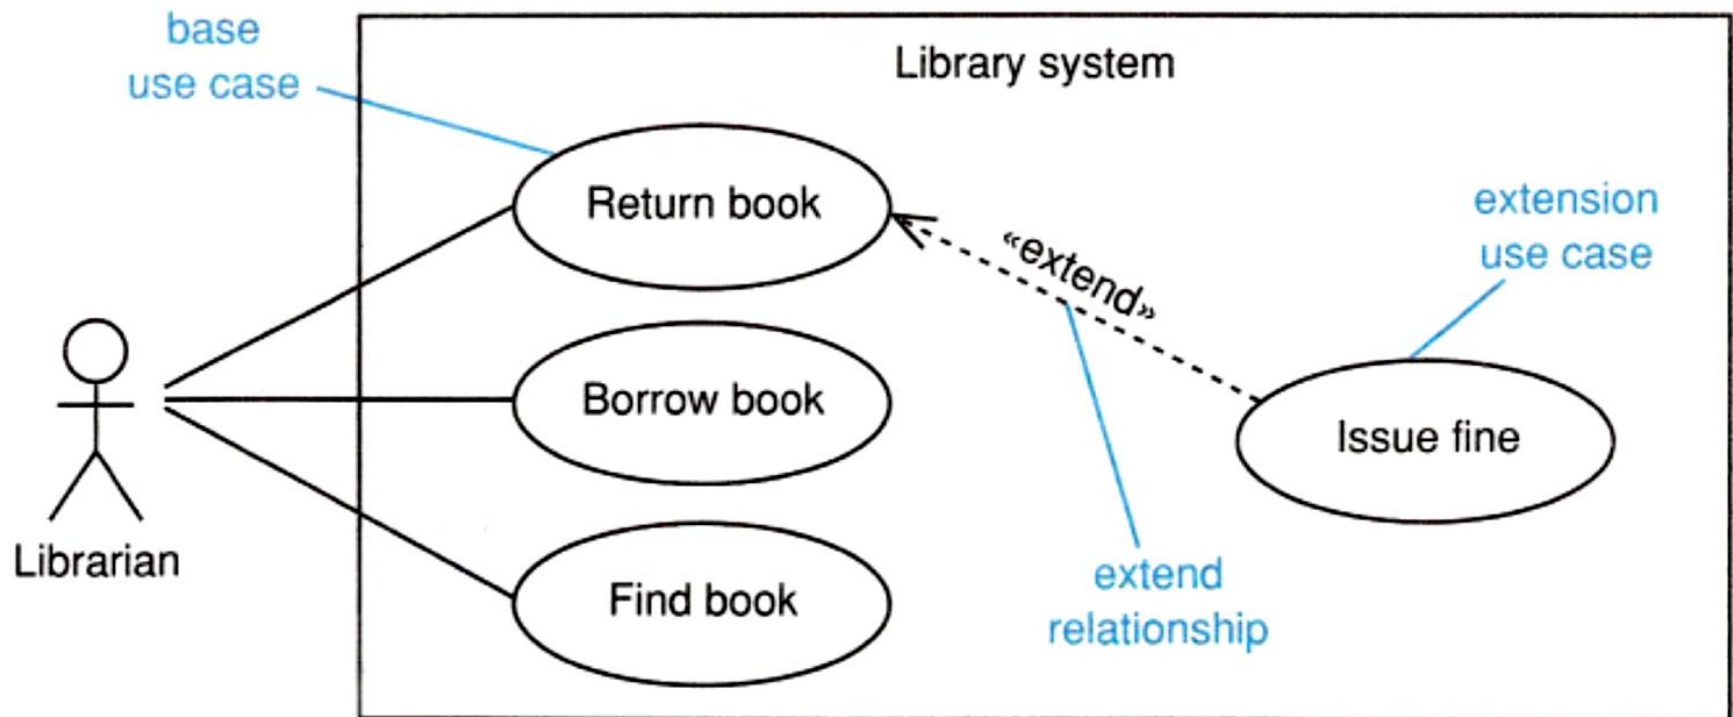 base
use case
Library system
Return book
«extend»
extension
use case
Borrow book
Issue fine
Librarian
Find book
extend
relationship